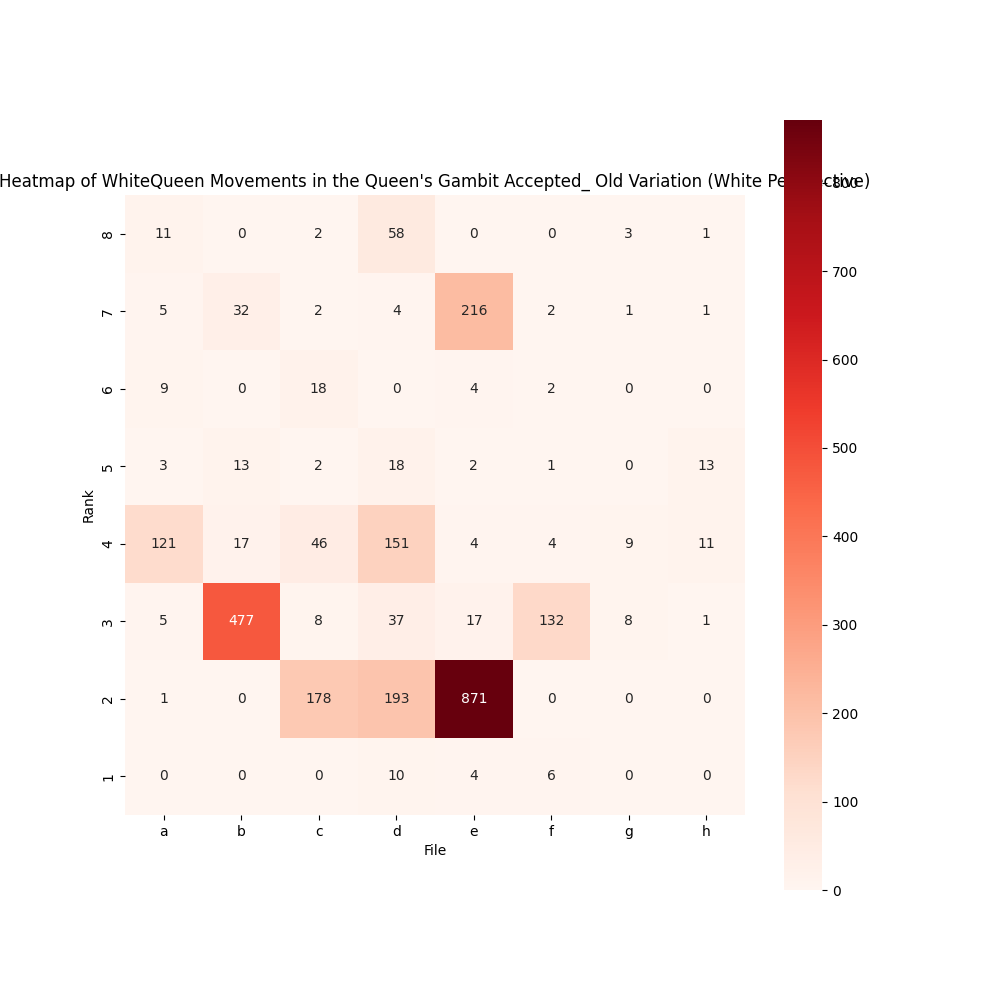 Heatmap of WhiteQueen Movements in the Queen's Gambit Accepted_ Old Variation (White Pe ctive)
800
8 11 0 2 58 0 0 3 1
7 5 32 2 4 216 2 1 1
700
6 9 0 18 0 4 2 0 0
600
5 3 13 2 18 2 1 0 13
500
Rank
4 121 17 46 151 4 4 9 11
400
3 5 477 8 37 17 132 8 1
300
2 1 0 178 193 871 0 0 0
200
1 0 0 0 10 4 6 0 0
100
a b c d e f g h
File
0